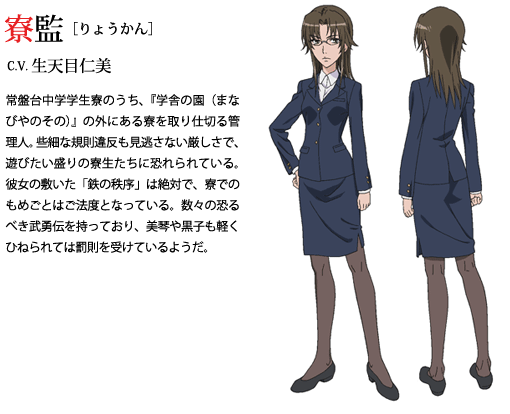 寮監［りょうかん］
C.V. 生天目仁美
常盤台中学学生寮のうち、『学舎の園（まな
びやのその）』の外にある寮を取り仕切る管
理人。些細な規則違反も見逃さない厳しさで、
遊びたい盛りの寮生たちに恐れられている。
彼女の敷いた「鉄の秩序」は絶対で、寮での
もめごとはご法度となっている。数々の恐る
べき武勇伝を持っており、美琴や黒子も軽く
ひねられては罰則を受けているようだ。